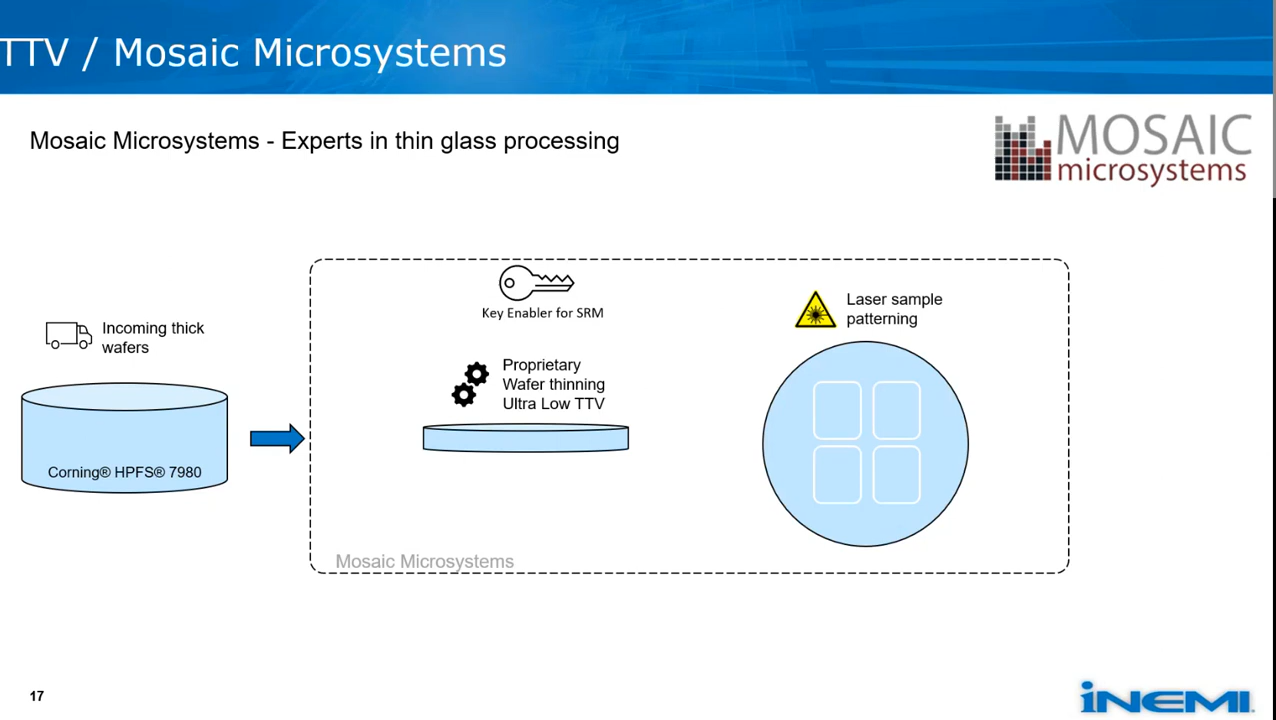 TTV / Mosaic Microsystems
Mosaic Microsystems - Experts in thin glass processing
MOSAIC
microsystems
Incoming thick
wafers
Corning® HPFS® 7980
Key Enabler for SRM
Proprietary
Wafer thinning
Ultra Low TTV
Laser sample
patterning
Mosaic Microsystems
17
iNEMI